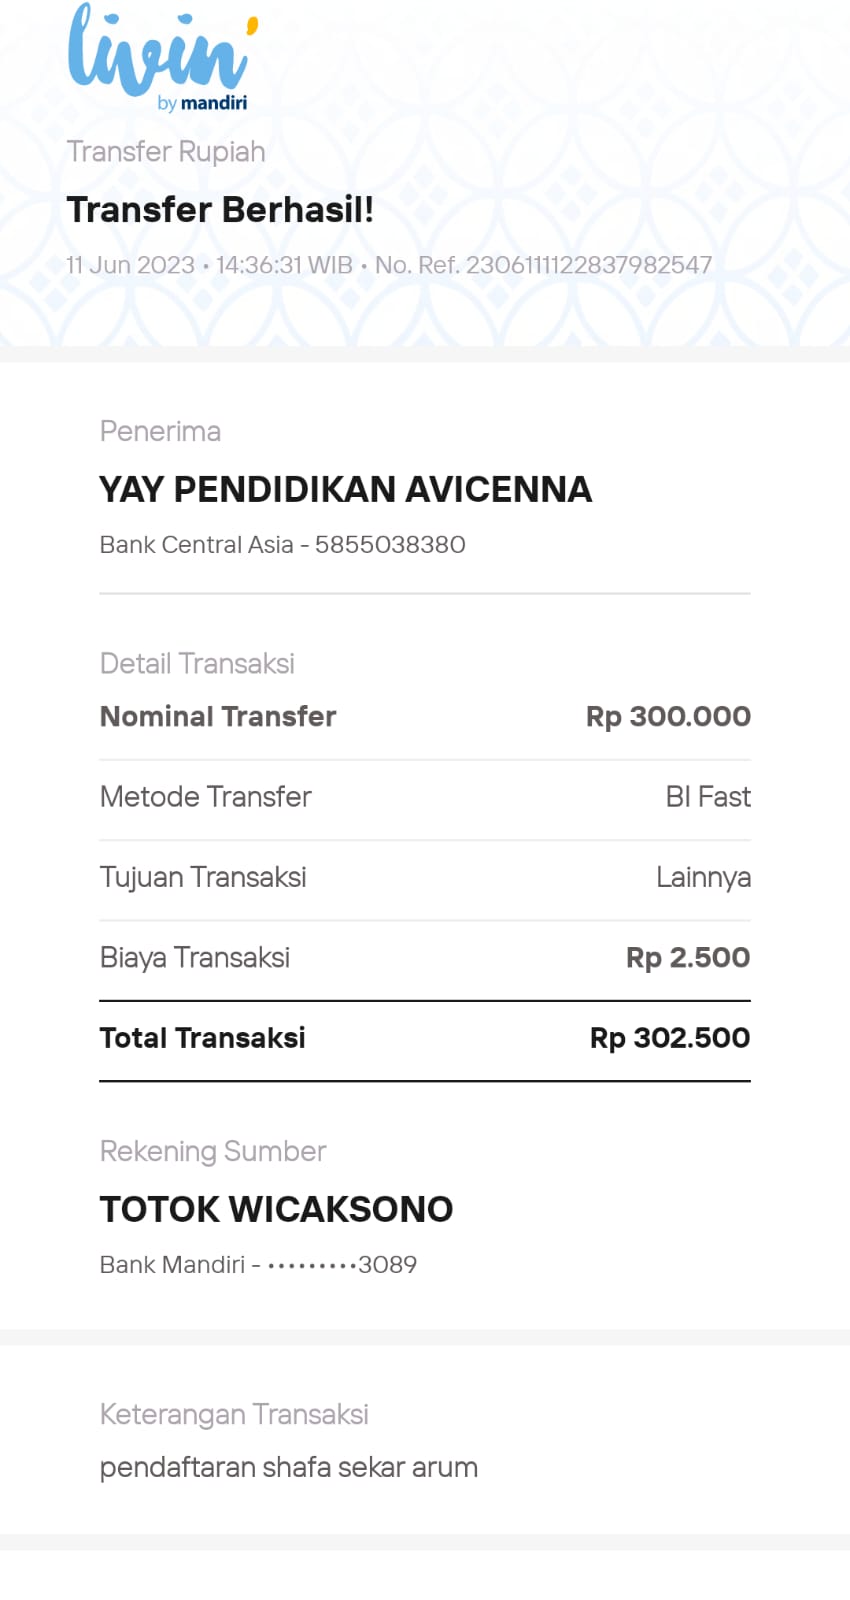 livin'
by mandiri
Transfer Rupiah
Transfer Berhasil!
11 Jun 2023 • 14:36:31 WIB • No. Ref. 2306111122837982547
Penerima
YAY PENDIDIKAN AVICENNA
Bank Central Asia - 5855038380
Detail Transaksi
Nominal Transfer Rp 300.000
Metode Transfer BI Fast
Tujuan Transaksi Lainnya
Biaya Transaksi Rp 2.500
Total Transaksi Rp 302.500
Rekening Sumber
TOTOK WICAKSONO
Bank Mandiri - •••••••••3089
Keterangan Transaksi
pendaftaran shafa sekar arum